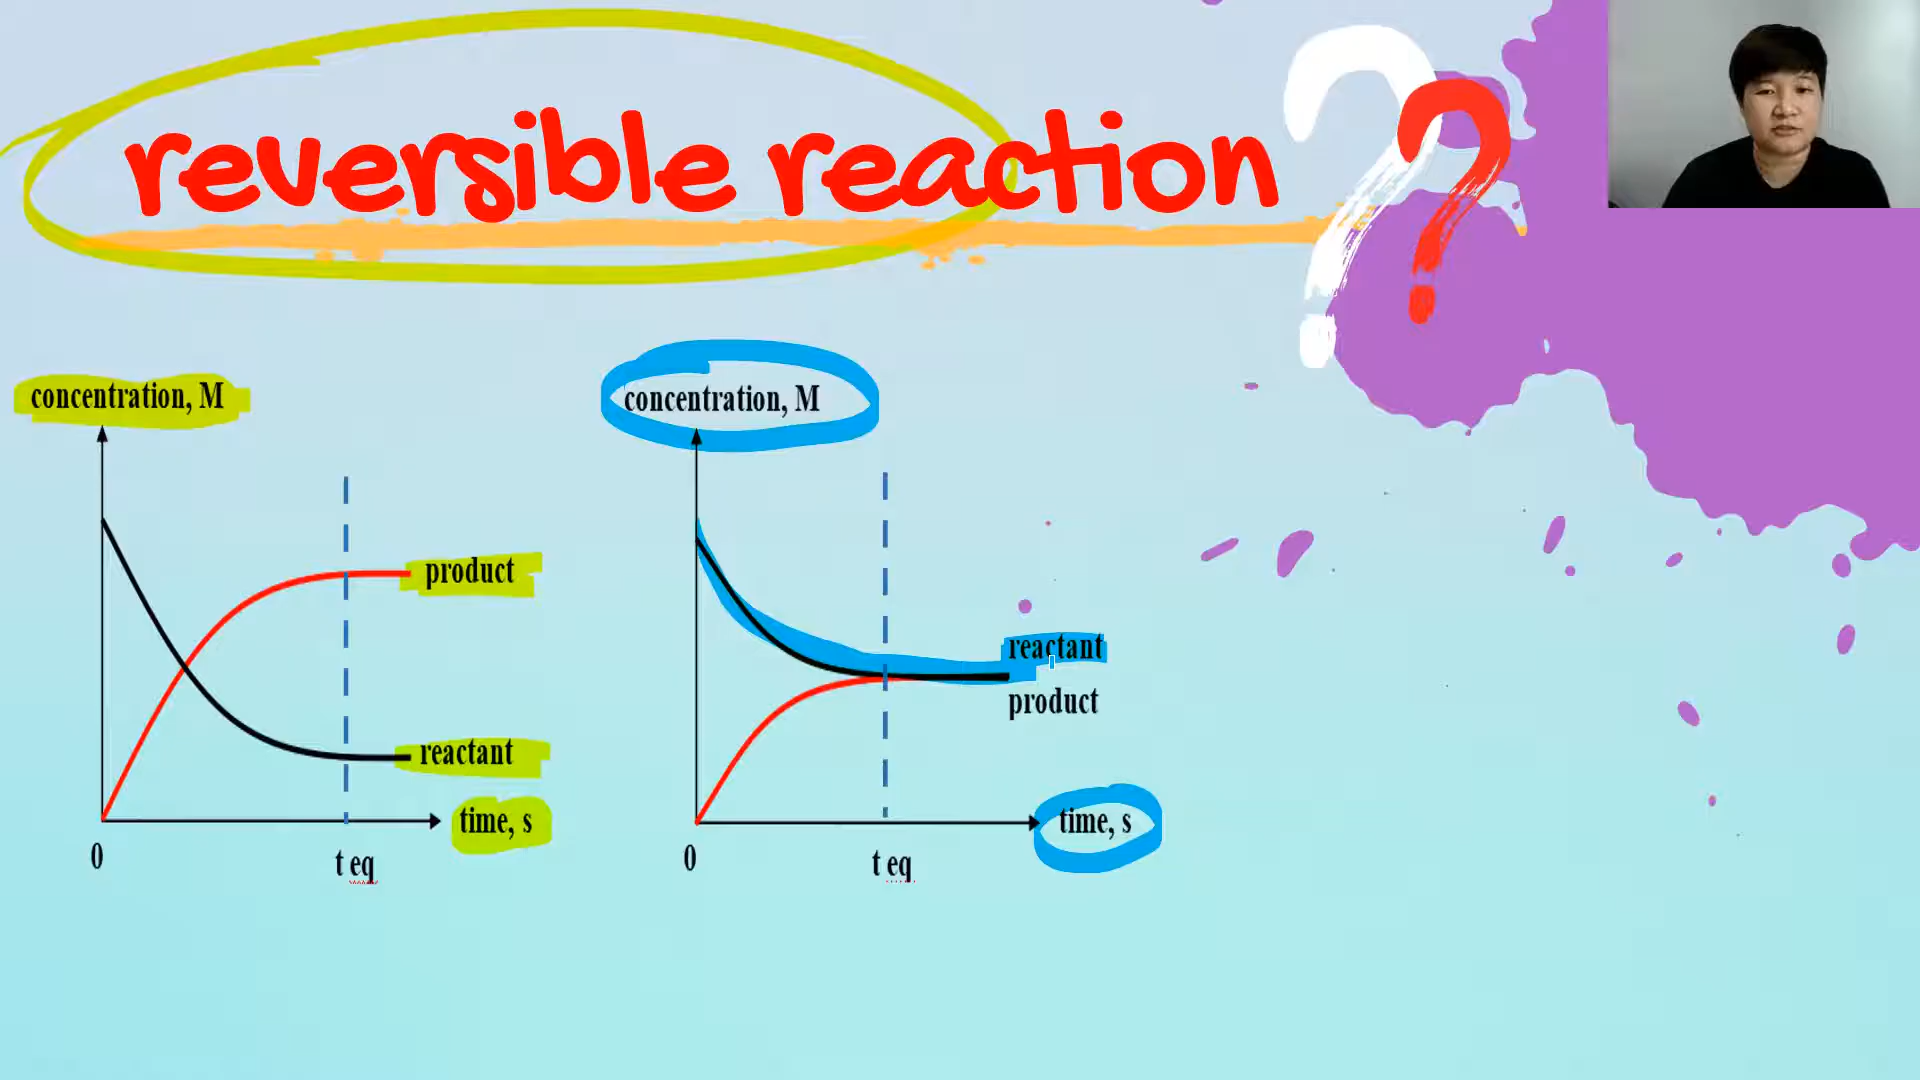 reversible reaction ??
concentration, M
product
reactant
time, s
0
t eq
concentration, M
reactant
product
time, s
0
t eq